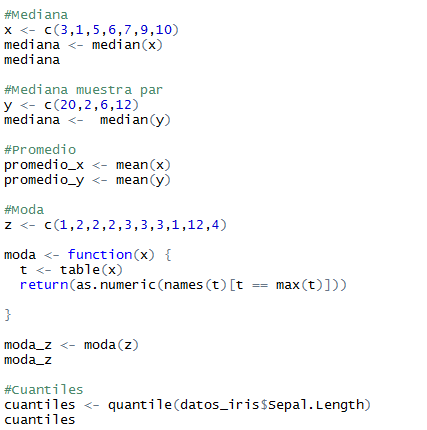 #Mediana
x <- c(3,1,5,6,7,9,10)
mediana <- median(x)
mediana
#Mediana muestra par
y <- c(20,2,6,12)
mediana <-  median(y)
#Promedio
promedio_x <- mean(x)
promedio_y <- mean(y)
#Moda
z <- c(1,2,2,2,3,3,3,1,12,4)
moda <- function(x) {
  t <- table(x)
  return(as.numeric(names(t)[t == max(t)]))
}
moda_z <- moda(z)
moda_z
#Cuantiles
cuantiles <- quantile(datos_iris$Sepal.Length)
cuantiles